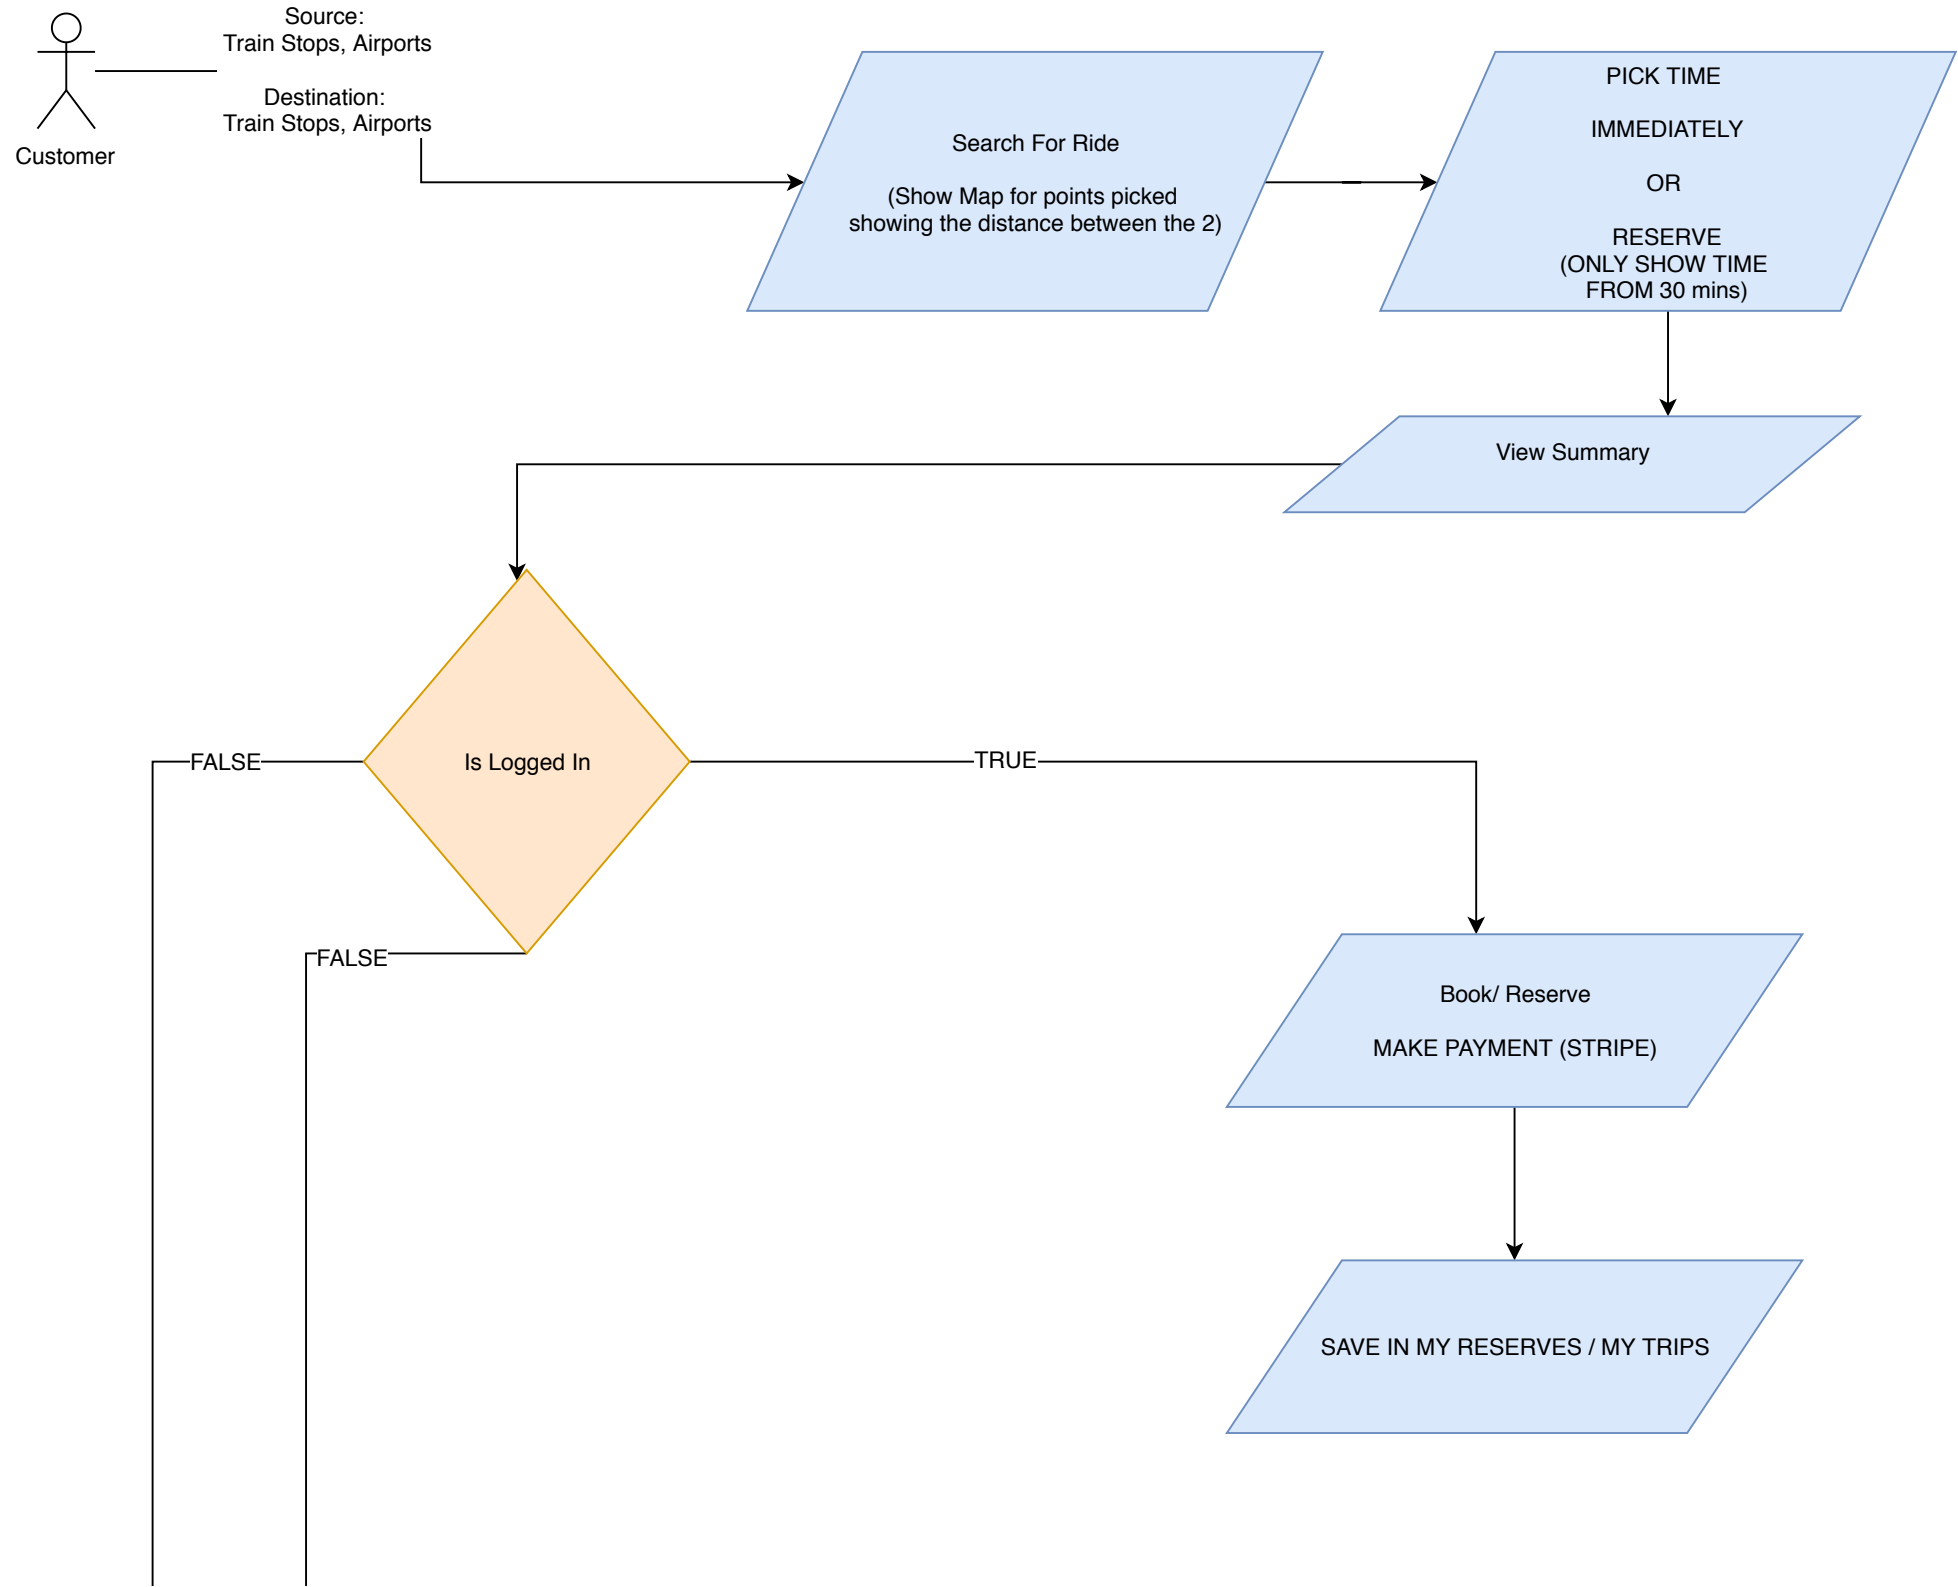 Source:
Train Stops, Airports
Destination:
Train Stops, Airports
Customer
Search For Ride
(Show Map for points picked
showing the distance between the 2)
PICK TIME
IMMEDIATELY
OR
RESERVE
(ONLY SHOW TIME
FROM 30 mins)
View Summary
Is Logged In
FALSE
TRUE
FALSE
Book/ Reserve
MAKE PAYMENT (STRIPE)
SAVE IN MY RESERVES / MY TRIPS